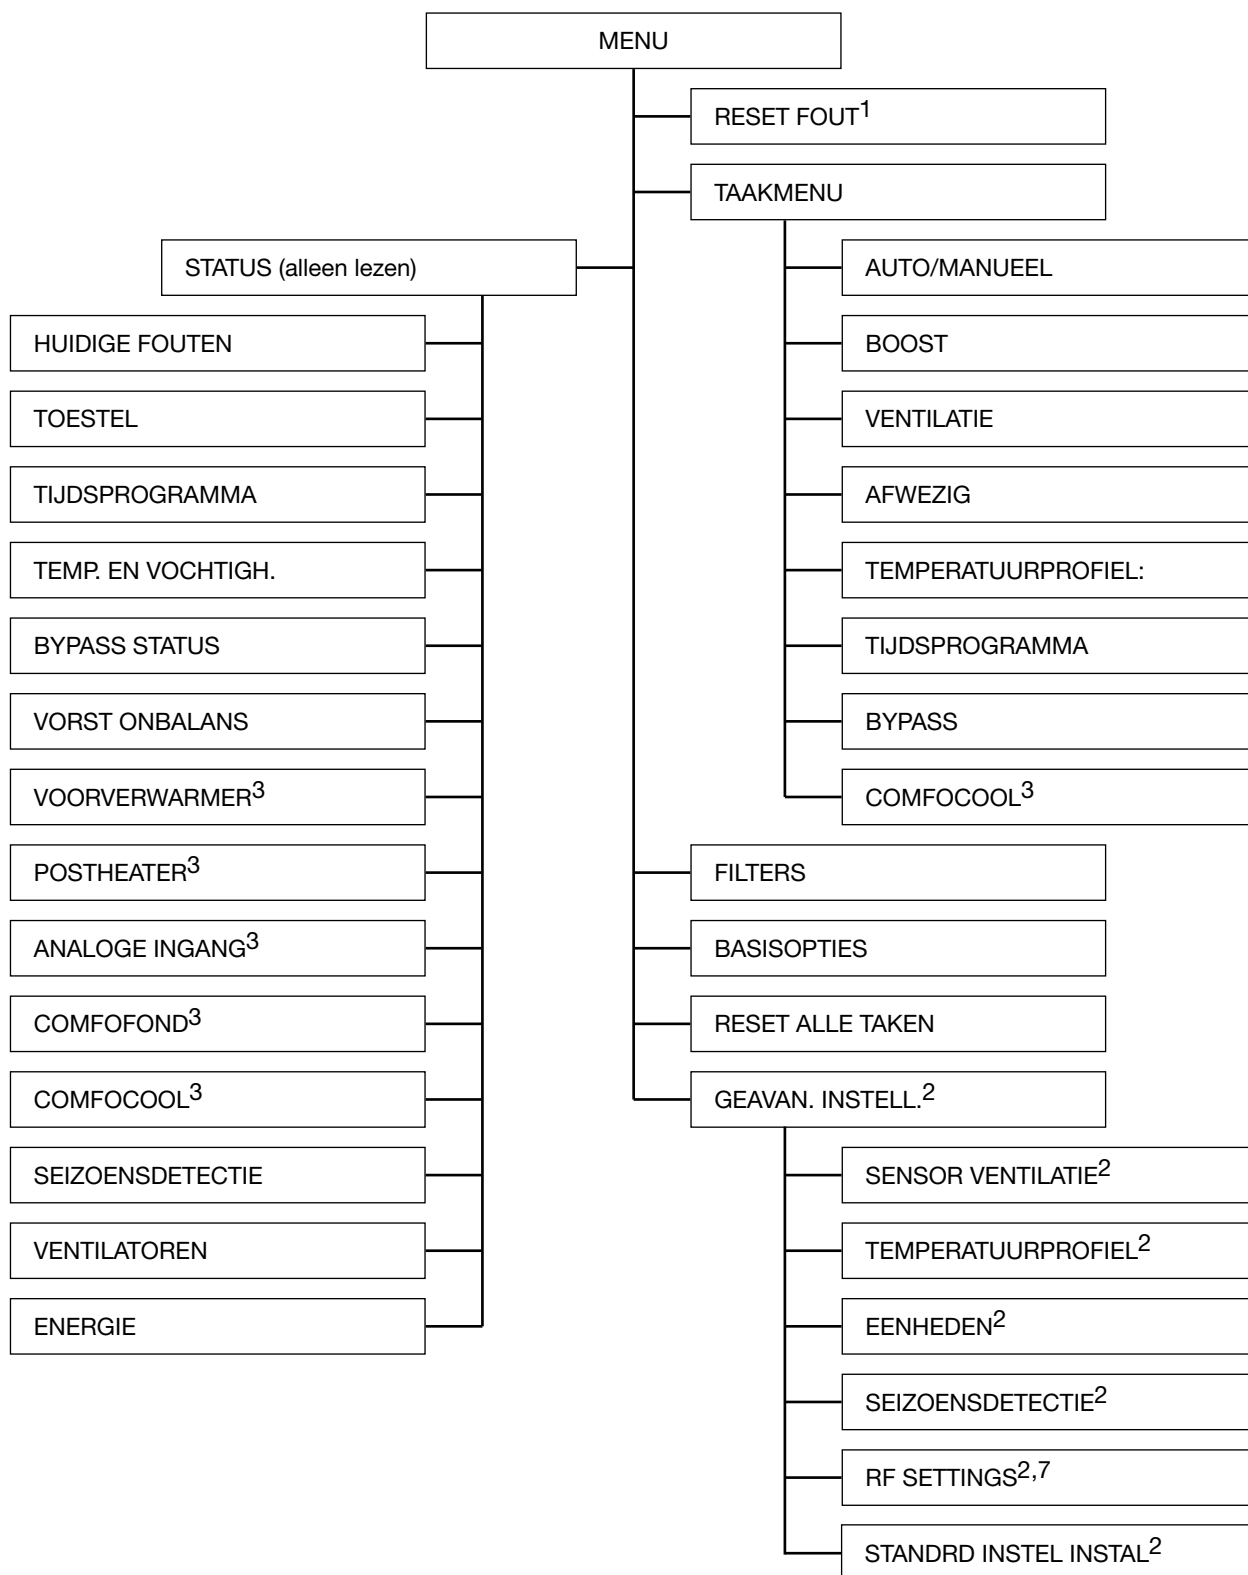 MENU
RESET FOUT1
TAAKMENU
STATUS (alleen lezen)
HUIDIGE FOUTEN
TOESTEL
TIJDSPROGRAMMA
TEMP. EN VOCHTIGH.
BYPASS STATUS
VORST ONBALANS
VOORVERWARMER3
POSTHEATER3
ANALOGE INGANG3
COMFOFOND3
COMFOCOOL3
SEIZOENSDETECTIE
VENTILATOREN
ENERGIE
AUTO/MANUEEL
BOOST
VENTILATIE
AFWEZIG
TEMPERATUURPROFIEL:
TIJDSPROGRAMMA
BYPASS
COMFOCOOL3
FILTERS
BASISOPTIES
RESET ALLE TAKEN
GEAVAN. INSTELL.2
SENSOR VENTILATIE2
TEMPERATUURPROFIEL2
EENHEDEN2
SEIZOENSDETECTIE2
RF SETTINGS2,7
STANDRD INSTEL INSTAL2